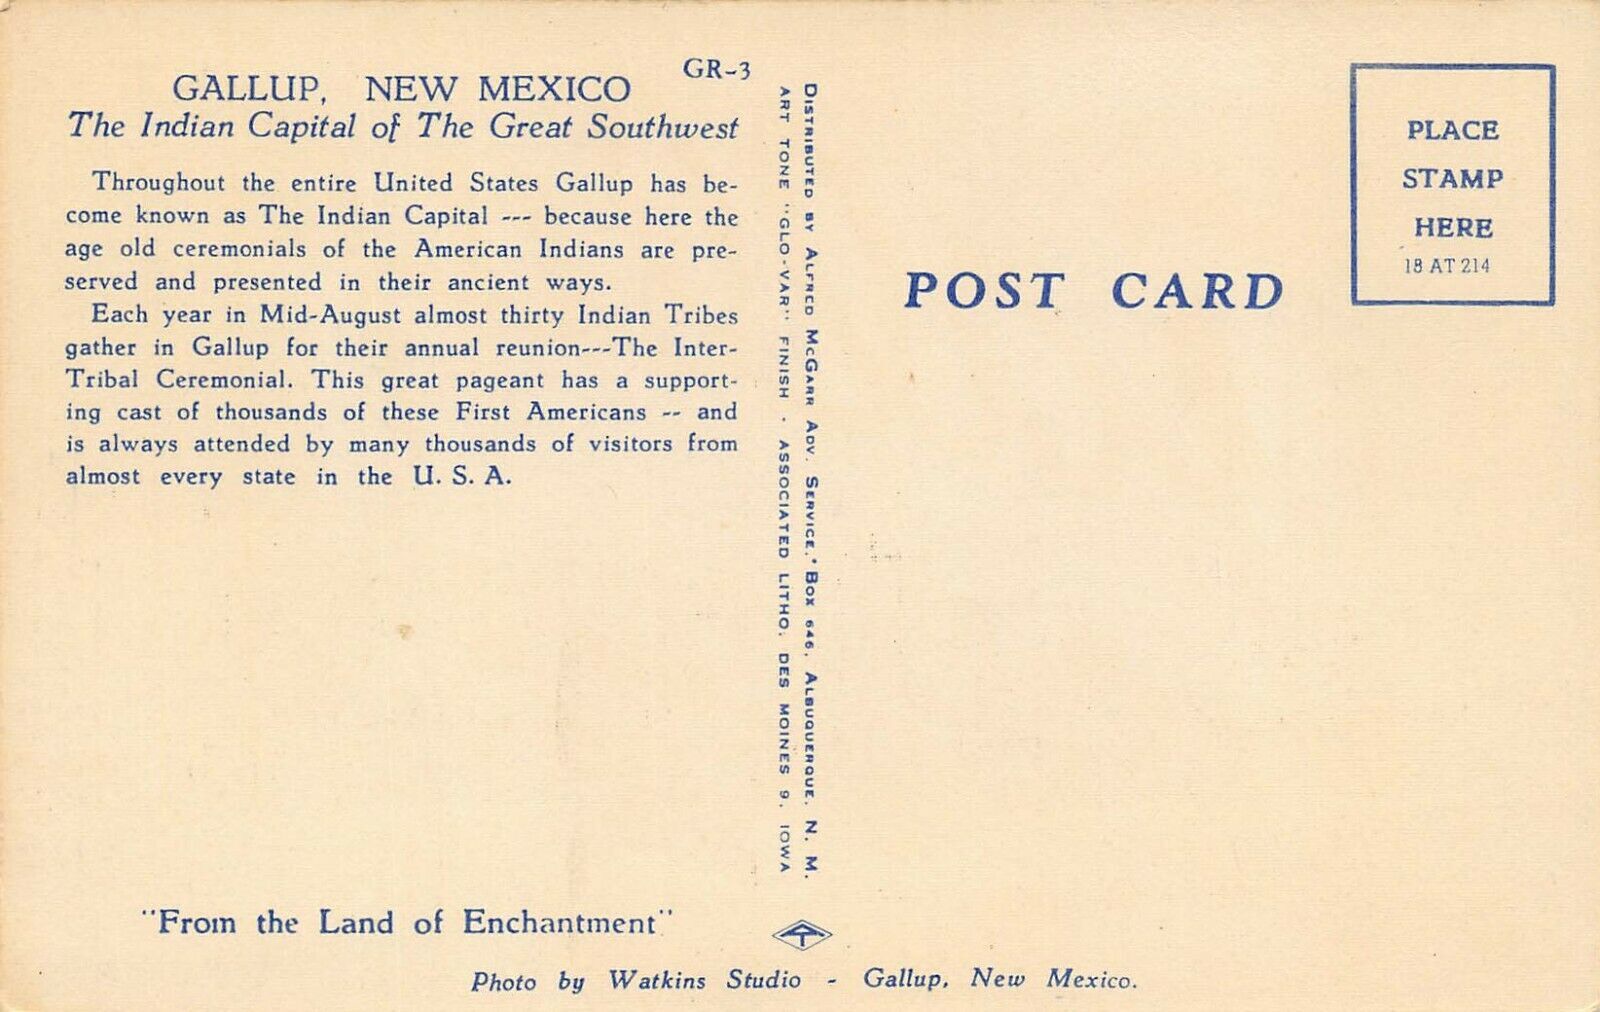 GR-3
GALLUP, NEW MEXICO
The Indian Capital of The Great Southwest
Throughout the entire United States Gallup has be-
come known as The Indian Capital --- because here the
age old ceremonials of the American Indians are pre-
served and presented in their ancient ways.
Each year in Mid-August almost thirty Indian Tribes
gather in Gallup for their annual reunion---The Inter-
Tribal Ceremonial. This great pageant has a support-
ing cast of thousands of these First Americans -- and
is always attended by many thousands of visitors from
almost every state in the U. S. A.
"From the Land of Enchantment"
DISTRIBUTED BY ALFRED MCGARR ADV. SERVICE, BOX 646, ALBUQUERQUE, N. M.
ART TONE "GLO-VAR" FINISH · ASSOCIATED LITHO, DES MOINES 9, IOWA
POST CARD
PLACE
STAMP
HERE
18 AT 214
Photo by Watkins Studio - Gallup, New Mexico.